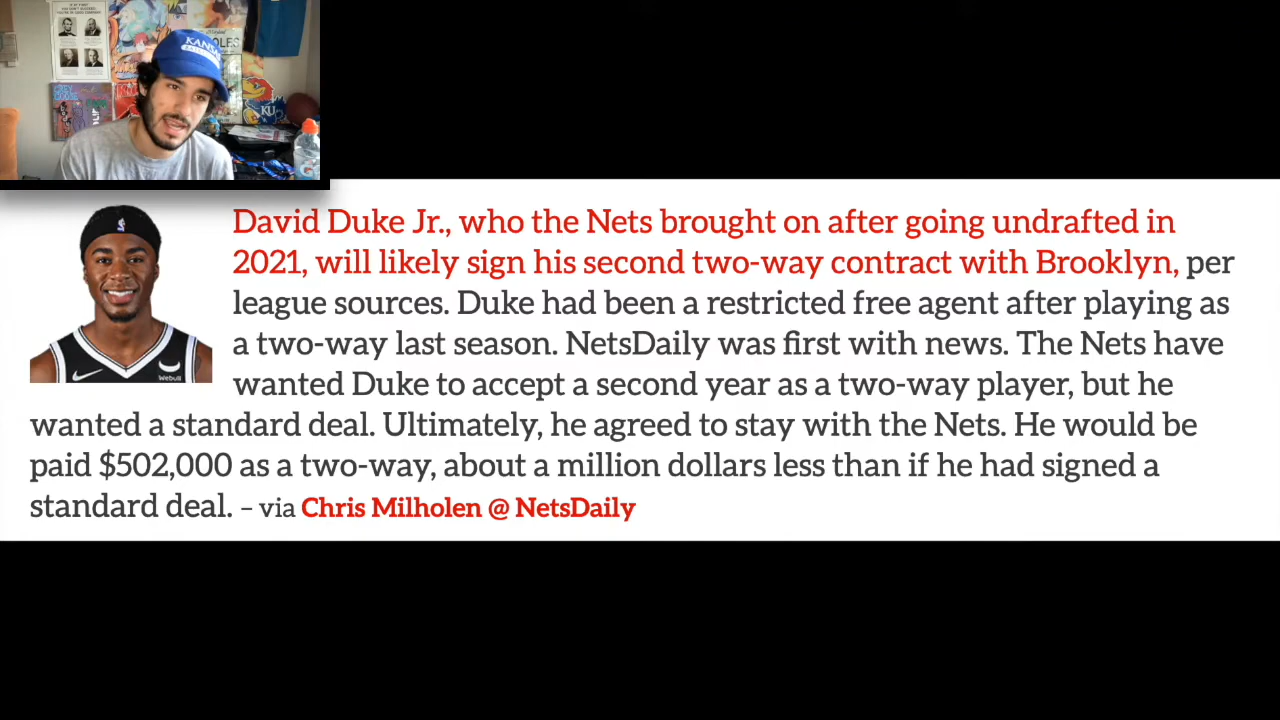 KANSAS
KU
David Duke Jr., who the Nets brought on after going undrafted in
2021, will likely sign his second two-way contract with Brooklyn, per
league sources. Duke had been a restricted free agent after playing as
a two-way last season. NetsDaily was first with news. The Nets have
wanted Duke to accept a second year as a two-way player, but he
wanted a standard deal. Ultimately, he agreed to stay with the Nets. He would be
paid $502,000 as a two-way, about a million dollars less than if he had signed a
standard deal. – via Chris Milholen @ NetsDaily
Webull